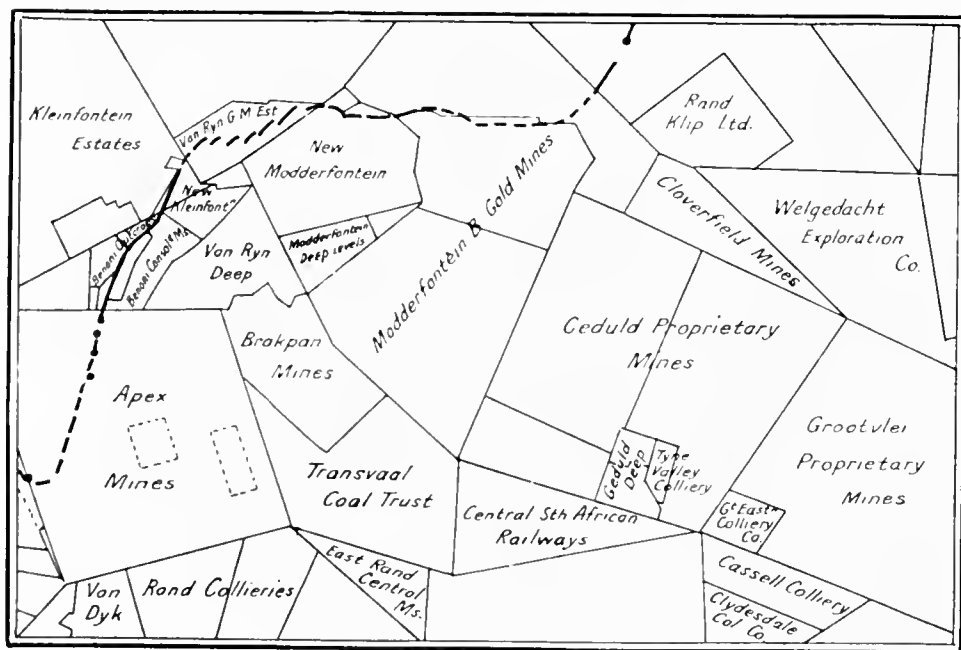 Kleinfontein
Estates
Van Ryn G M Est
Rand
Klip Ltd.
New
Modderfontein
New
Kleinfont.n
Cloverfield Mines
Welgedacht
Exploration
Co.
Benoni
Benoni Consol.d Ms.
Van Ryn
Deep
Modderfontein
Deep Levels
Modderfontein B Gold Mines
Brakpan
Mines
Geduld Proprietary
Mines
Apex
Mines
Transvaal
Coal Trust
Geduld
Deep
Tyne
Valley
Colliery
Grootvlei
Proprietary
Mines
Central Sth African
Railways
Gt East.n
Colliery
Co.
Van
Dyk
Rand Collieries
East Rand
Central
Ms.
Cassell Colliery
Clydesdale
Col Co.